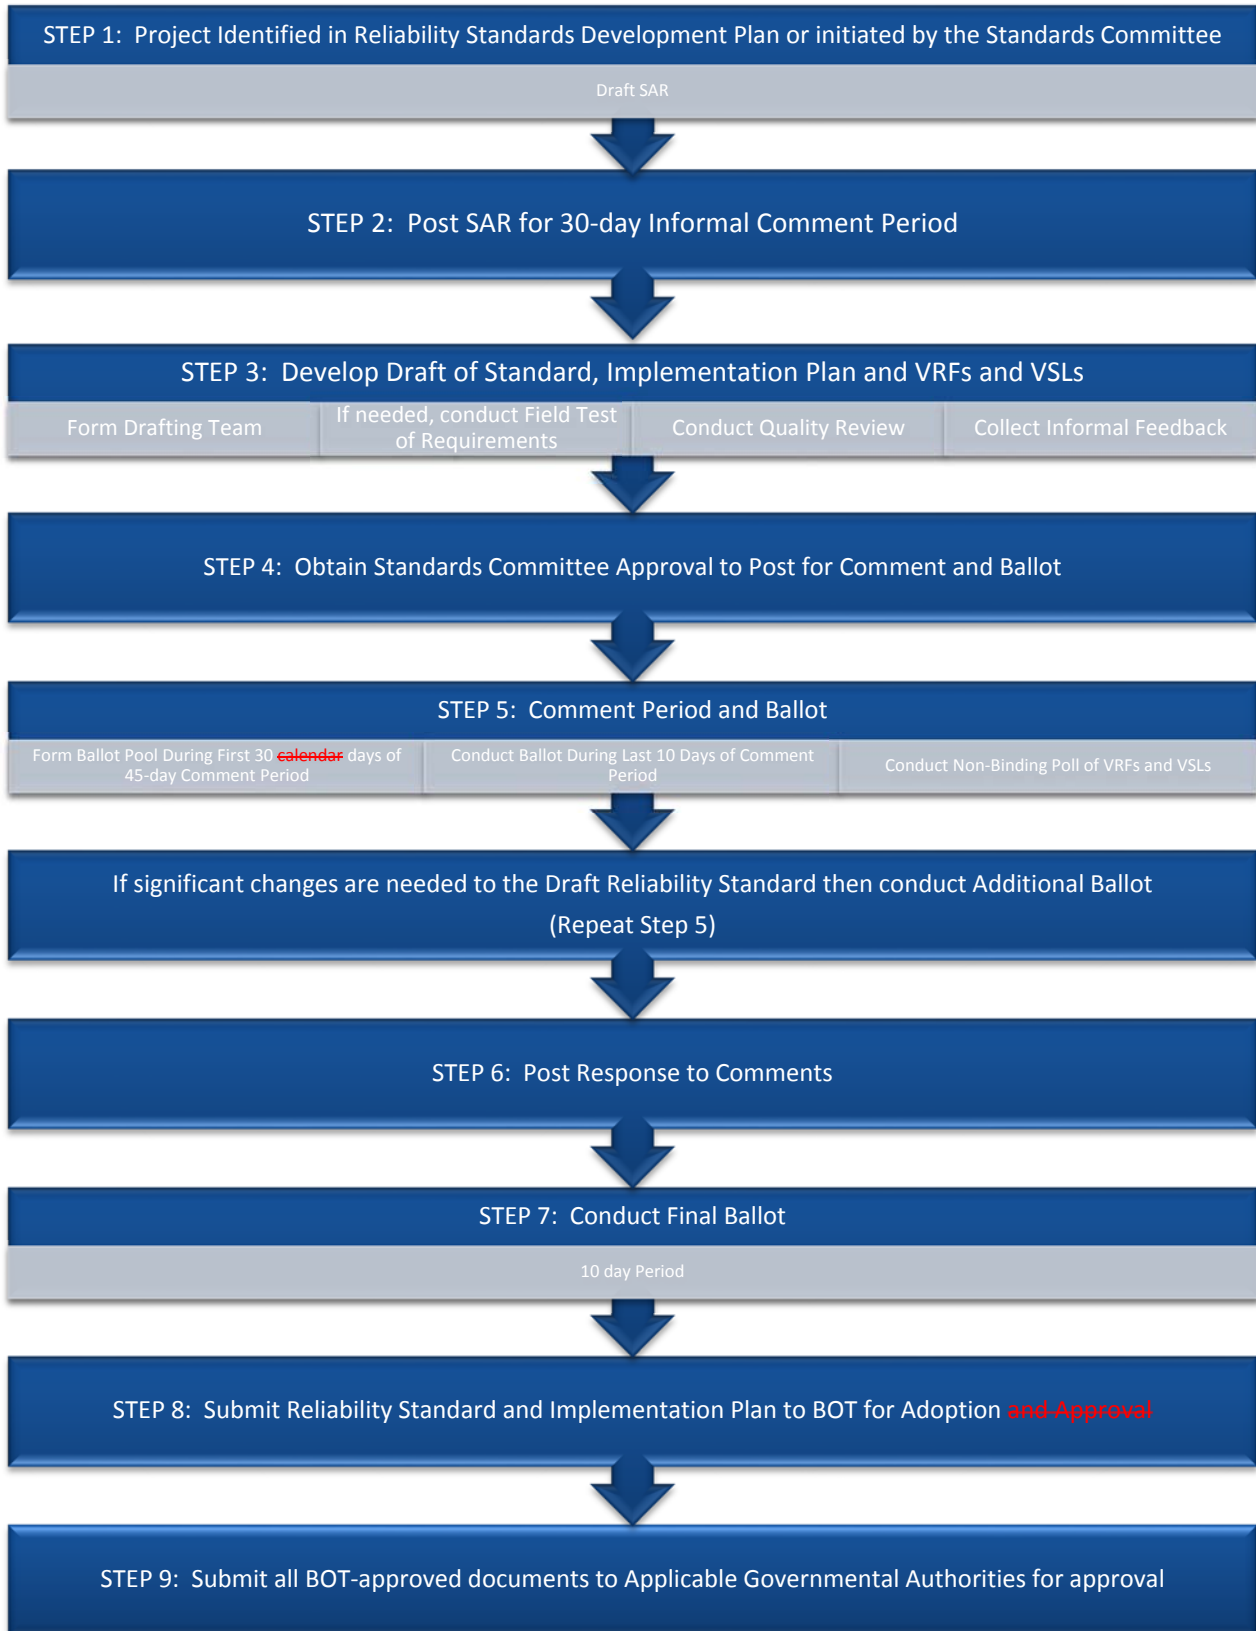 STEP 1: Project Identified in Reliability Standards Development Plan or initiated by the Standards Committee
Draft SAR
STEP 2: Post SAR for 30-day Informal Comment Period
STEP 3: Develop Draft of Standard, Implementation Plan and VRFs and VSLs
Form Drafting Team
If needed, conduct Field Test
of Requirements
Conduct Quality Review
Collect Informal Feedback
STEP 4: Obtain Standards Committee Approval to Post for Comment and Ballot
STEP 5: Comment Period and Ballot
Form Ballot Pool During First 30 calendar days of
45-day Comment Period
Conduct Ballot During Last 10 Days of Comment
Period
Conduct Non-Binding Poll of VRFs and VSLs
If significant changes are needed to the Draft Reliability Standard then conduct Additional Ballot
(Repeat Step 5)
STEP 6: Post Response to Comments
STEP 7: Conduct Final Ballot
10 day Period
STEP 8: Submit Reliability Standard and Implementation Plan to BOT for Adoption and Approval
STEP 9: Submit all BOT-approved documents to Applicable Governmental Authorities for approval